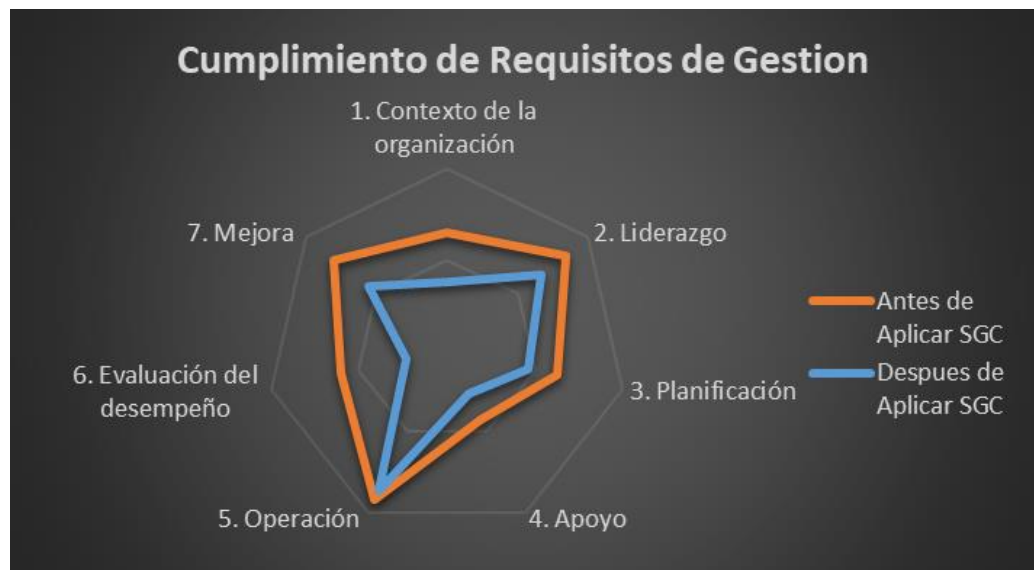 Cumplimiento de Requisitos de Gestion
1. Contexto de la
organización
2. Liderazgo
3. Planificación
4. Apoyo
5. Operación
6. Evaluación del
desempeño
7. Mejora
Antes de
Aplicar SGC
Despues de
Aplicar SGC